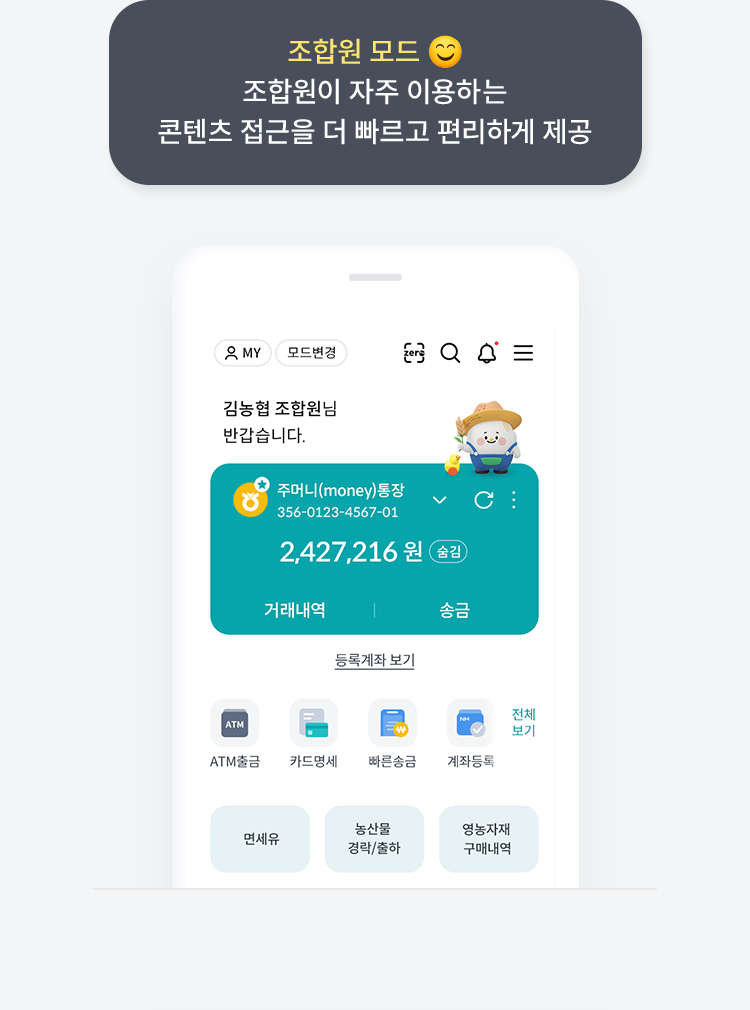 조합원 모드 😊
조합원이 자주 이용하는
콘텐츠 접근을 더 빠르고 편리하게 제공
MY 모드변경 zero
김농협 조합원님
반갑습니다.
주머니(money)통장
356-0123-4567-01
2,427,216 원 숨김
거래내역 | 송금
등록계좌 보기
ATM NH
전체
보기
ATM출금 카드명세 빠른송금 계좌등록
면세유
농산물
경락/출하
영농자재
구매내역